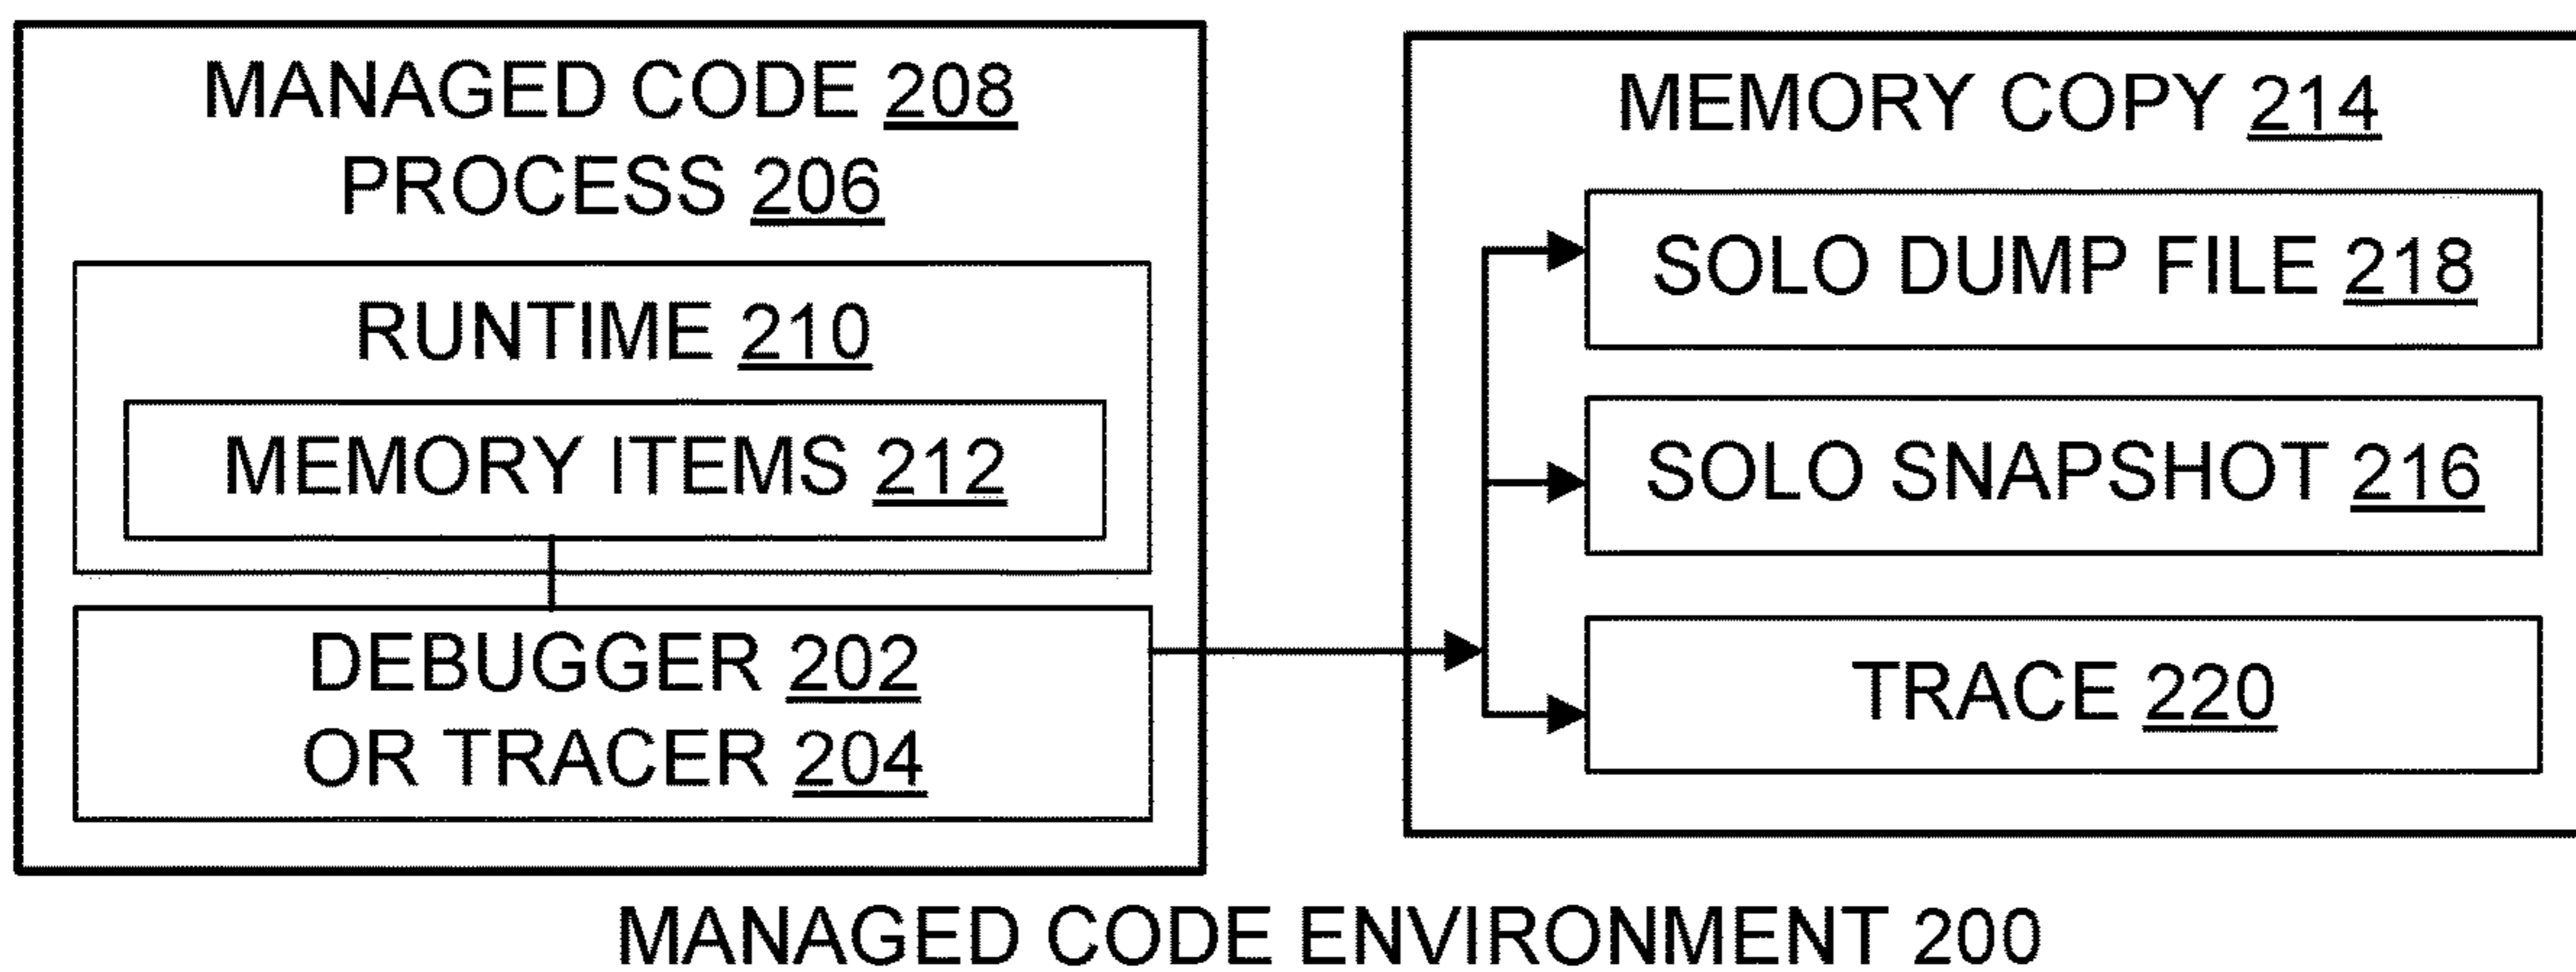 MANAGED CODE 208
PROCESS 206
RUNTIME 210
MEMORY ITEMS 212
DEBUGGER 202
OR TRACER 204
MEMORY COPY 214
SOLO DUMP FILE 218
SOLO SNAPSHOT 216
TRACE 220
MANAGED CODE ENVIRONMENT 200